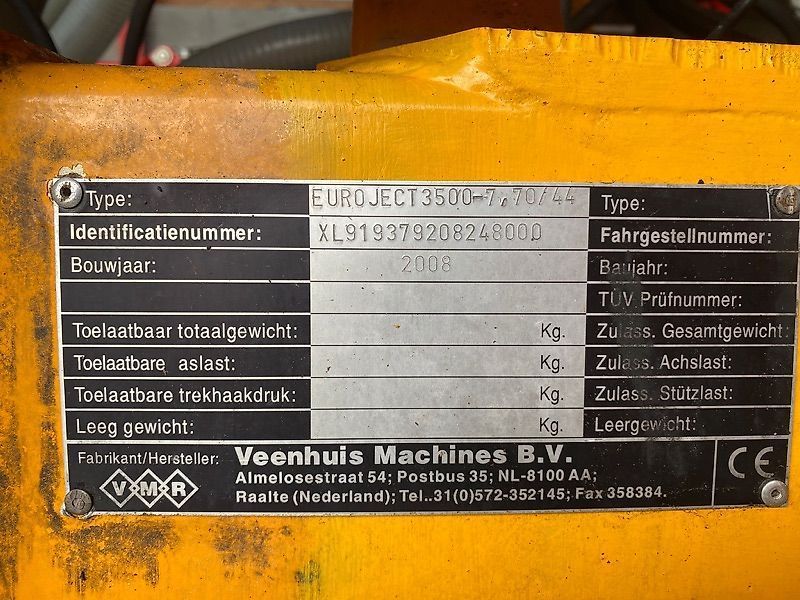 Type: EUROJECT3500-7,70/44 Type:
Identificatienummer: XL919379208248000 Fahrgestellnummer:
Bouwjaar: 2008 Baujahr:
TÜV Prüfnummer:
Toelaatbaar totaalgewicht: Kg. Zulass. Gesamtgewicht:
Toelaatbare aslast: Kg. Zulass. Achslast:
Toelaatbare trekhaakdruk: Kg. Zulass. Stützlast:
Leeg gewicht: Kg. Leergewicht:
Fabrikant/Hersteller: Veenhuis Machines B.V.
Almelosestraat 54; Postbus 35; NL-8100 AA;
Raalte (Nederland); Tel..31(0)572-352145; Fax 358384.
VMR
CE